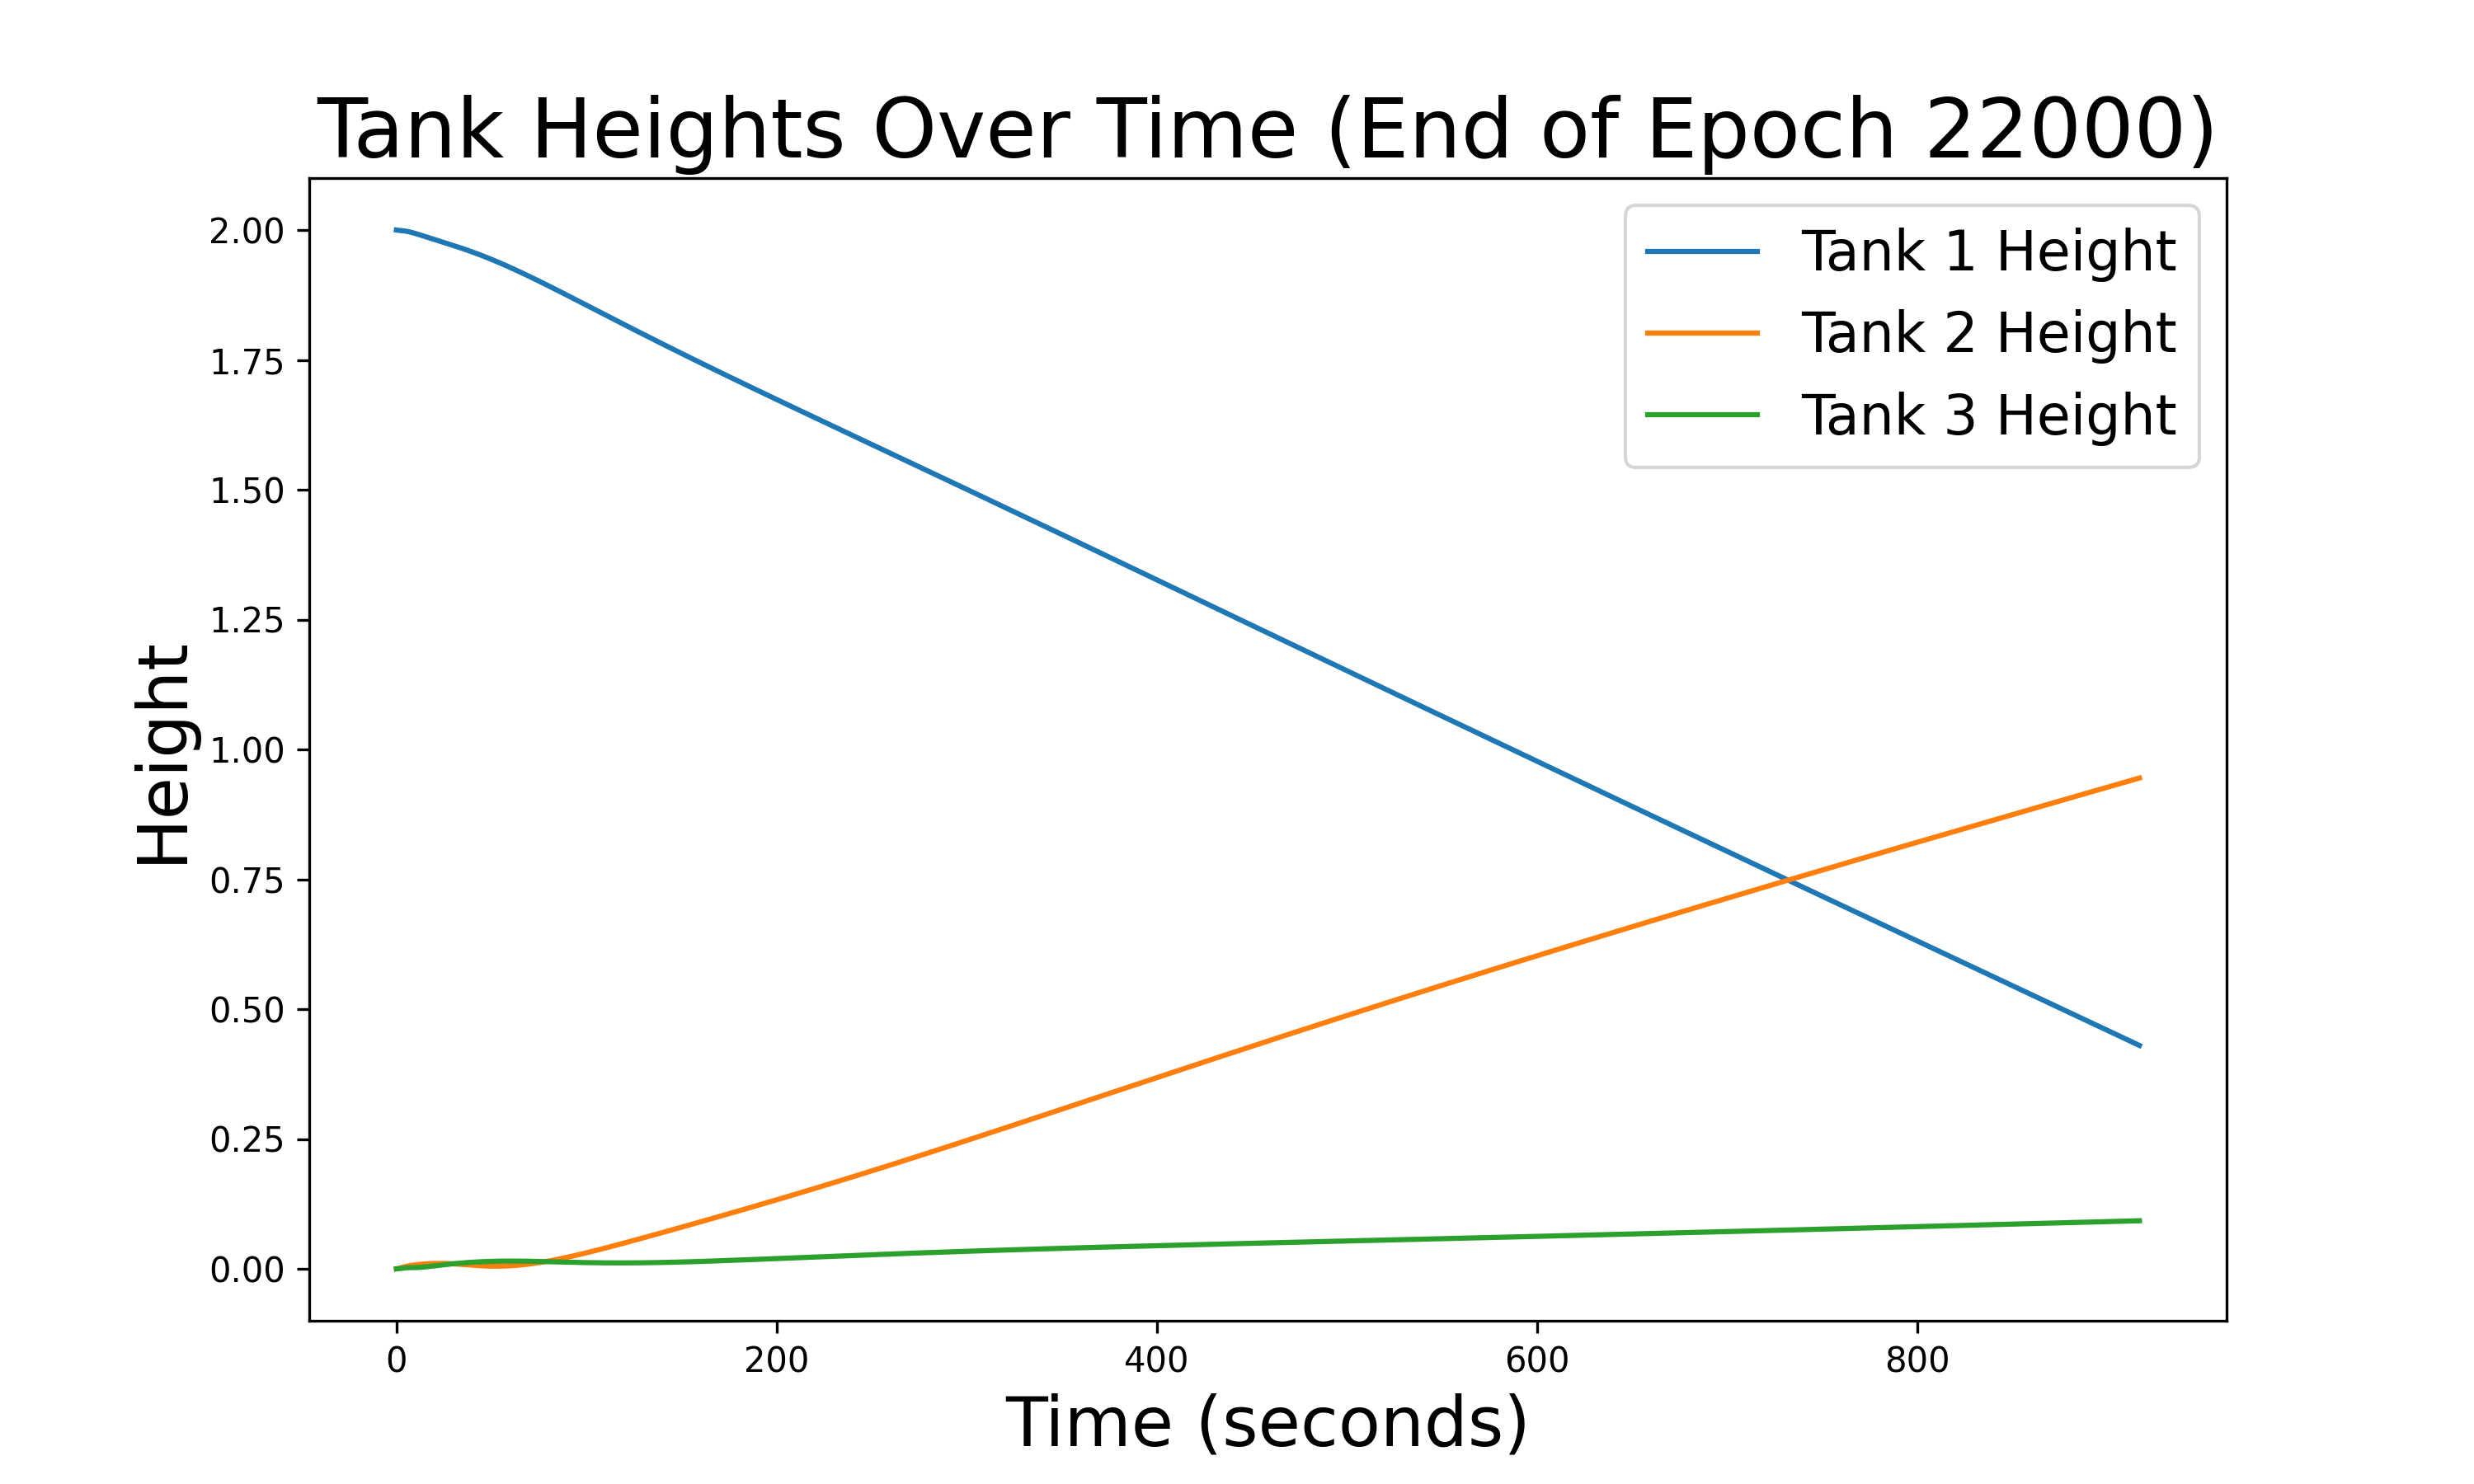 Tank Heights Over Time (End of Epoch 22000)
Tank 1 Height
Tank 2 Height
Tank 3 Height
Height
2.00
1.75
1.50
1.25
1.00
0.75
0.50
0.25
0.00
0 200 400 600 800
Time (seconds)